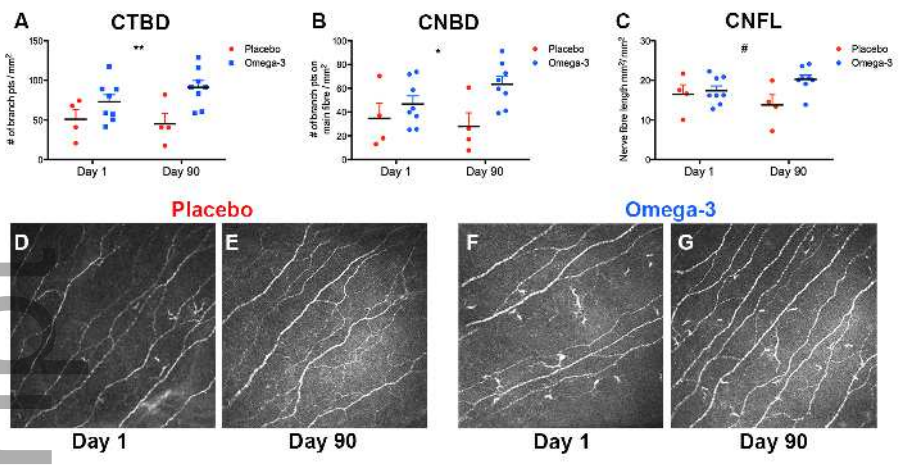 A CTBD
B CNBD
C CNFL
# of branch pts / mm²
150
100
50
0
**
Placebo
Omega-3
Day 1 Day 90
# of branch pts on
main fibre / mm²
100
80
60
40
20
0
*
Placebo
Omega-3
Day 1 Day 90
Nerve fibre length mm²/ mm²
30
20
10
0
#
Placebo
Omega-3
Day 1 Day 90
Placebo Omega-3
D E F G
Day 1 Day 90 Day 1 Day 90